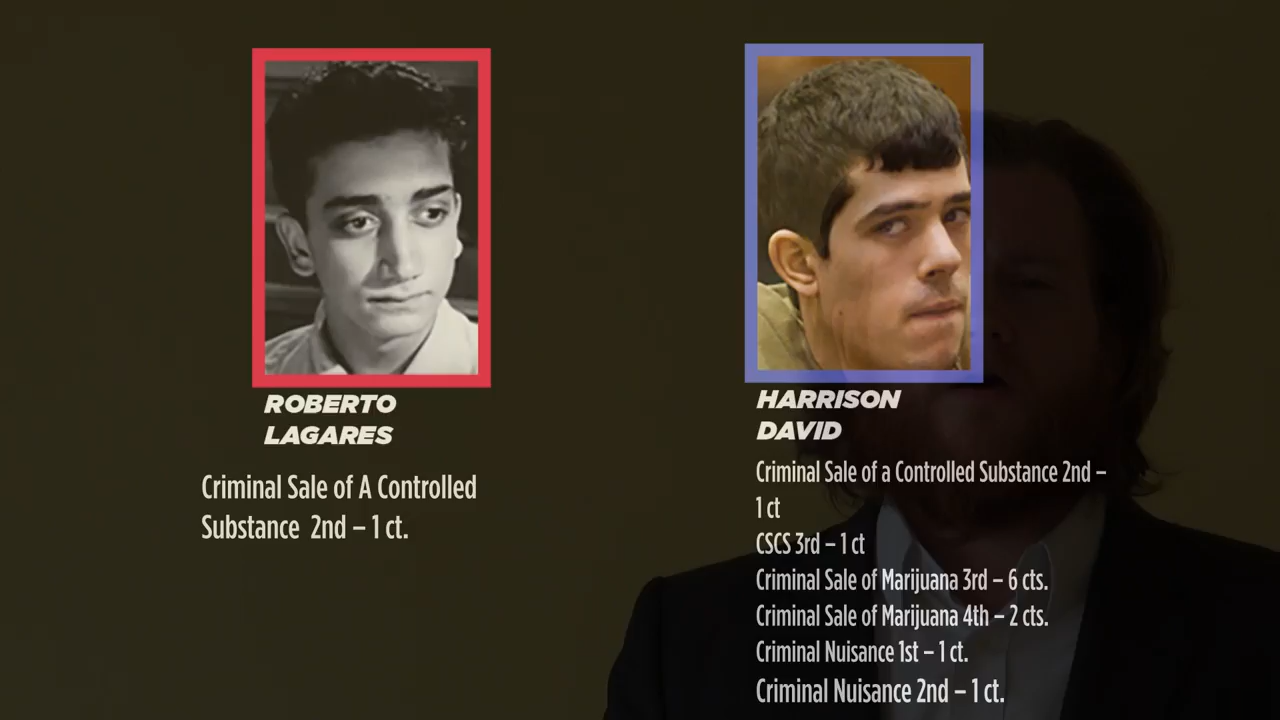 ROBERTO
LAGARES
Criminal Sale of A Controlled
Substance 2nd – 1 ct.
HARRISON
DAVID
Criminal Sale of a Controlled Substance 2nd –
1 ct
CSCS 3rd – 1 ct
Criminal Sale of Marijuana 3rd – 6 cts.
Criminal Sale of Marijuana 4th – 2 cts.
Criminal Nuisance 1st – 1 ct.
Criminal Nuisance 2nd – 1 ct.